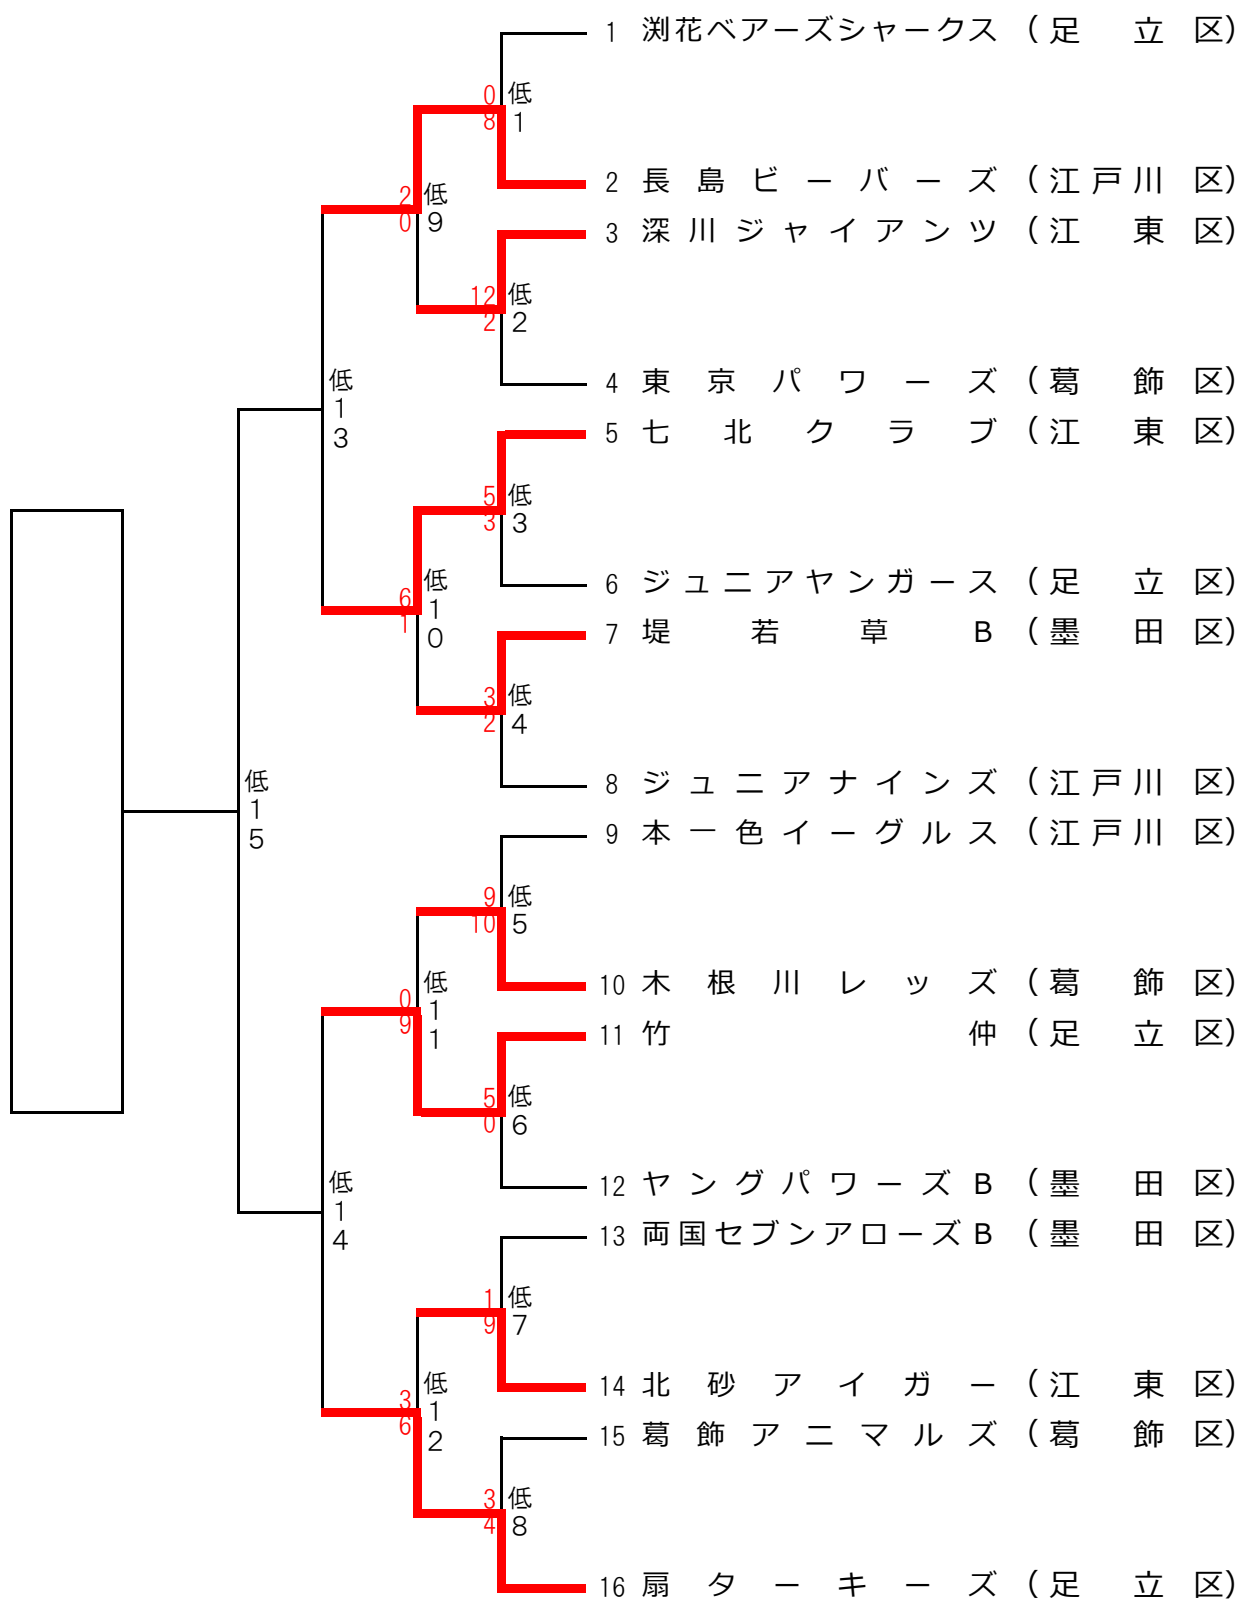 1 渕花ベアーズシャークス (足立区)
0 低
8 1
2 長島ビーバーズ (江戸川区)
2 低
0 9
3 深川ジャイアンツ (江東区)
12 低
2 2
4 東京パワーズ (葛飾区)
低13
5 七北クラブ (江東区)
5 低
3 3
6 ジュニアヤンガース (足立区)
6 低
1 10
7 堤若草B (墨田区)
3 低
2 4
8 ジュニアナインズ (江戸川区)
低15
9 本一色イーグルス (江戸川区)
9 低
10 5
10 木根川レッズ (葛飾区)
0 低
9 11
11 竹仲 (足立区)
5 低
0 6
12 ヤングパワーズB (墨田区)
低14
13 両国セブンアローズB (墨田区)
1 低
9 7
14 北砂アイガー (江東区)
3 低
6 12
15 葛飾アニマルズ (葛飾区)
3 低
4 8
16 扇ターキーズ (足立区)